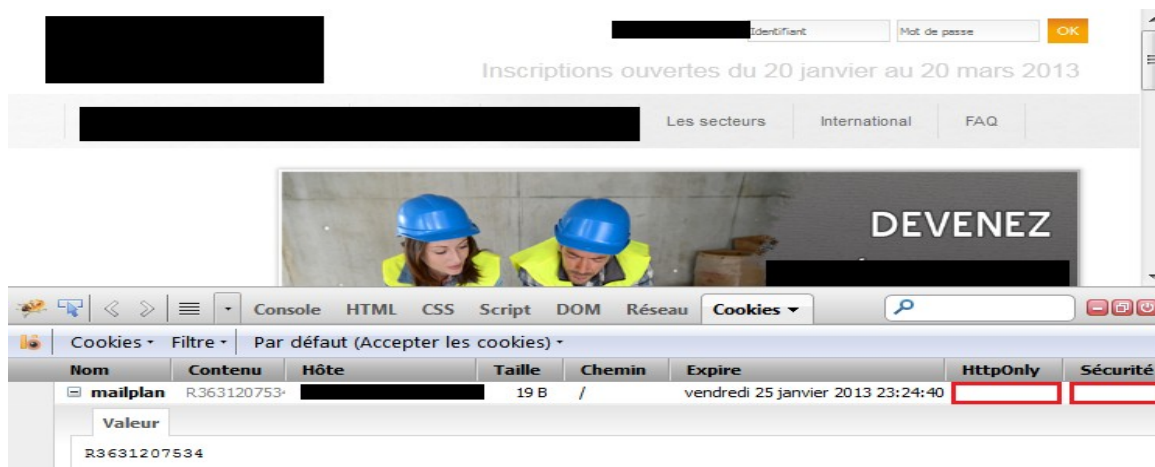 Identifiant Mot de passe OK
Inscriptions ouvertes du 20 janvier au 20 mars 2013
Les secteurs International FAQ
DEVENEZ
Console HTML CSS Script DOM Réseau Cookies
Cookies Filtre Par défaut (Accepter les cookies)
Nom Contenu Hôte Taille Chemin Expire HttpOnly Sécurité
mailplan R363120753 19 B / vendredi 25 janvier 2013 23:24:40
Valeur
R3631207534